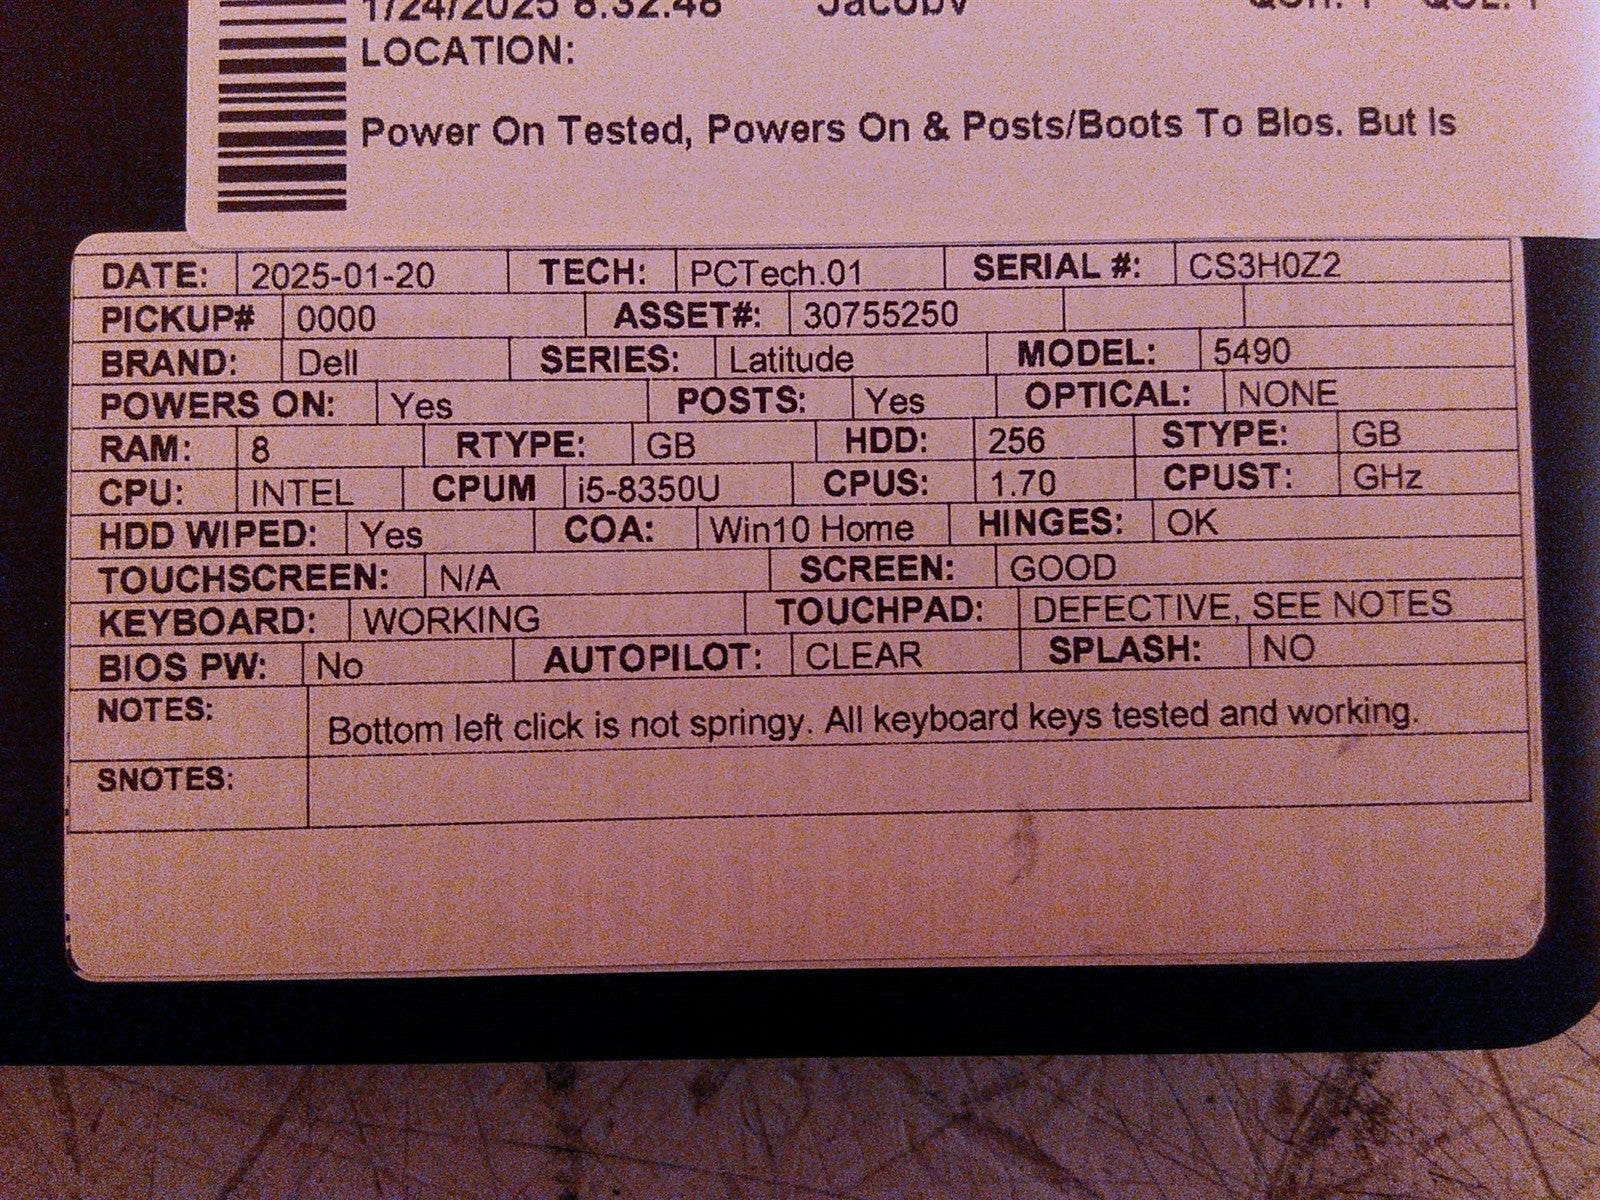 1/24/2025 8:32:48 Jacoby
LOCATION:
Power On Tested, Powers On & Posts/Boots To BIos. But Is
DATE: 2025-01-20 TECH: PCTech.01 SERIAL #: CS3H0Z2
PICKUP# 0000 ASSET#: 30755250
BRAND: Dell SERIES: Latitude MODEL: 5490
POWERS ON: Yes POSTS: Yes OPTICAL: NONE
RAM: 8 RTYPE: GB HDD: 256 STYPE: GB
CPU: INTEL CPUM i5-8350U CPUS: 1.70 CPUST: GHz
HDD WIPED: Yes COA: Win10 Home HINGES: OK
TOUCHSCREEN: N/A SCREEN: GOOD
KEYBOARD: WORKING TOUCHPAD: DEFECTIVE, SEE NOTES
BIOS PW: No AUTOPILOT: CLEAR SPLASH: NO
NOTES: Bottom left click is not springy. All keyboard keys tested and working.
SNOTES: